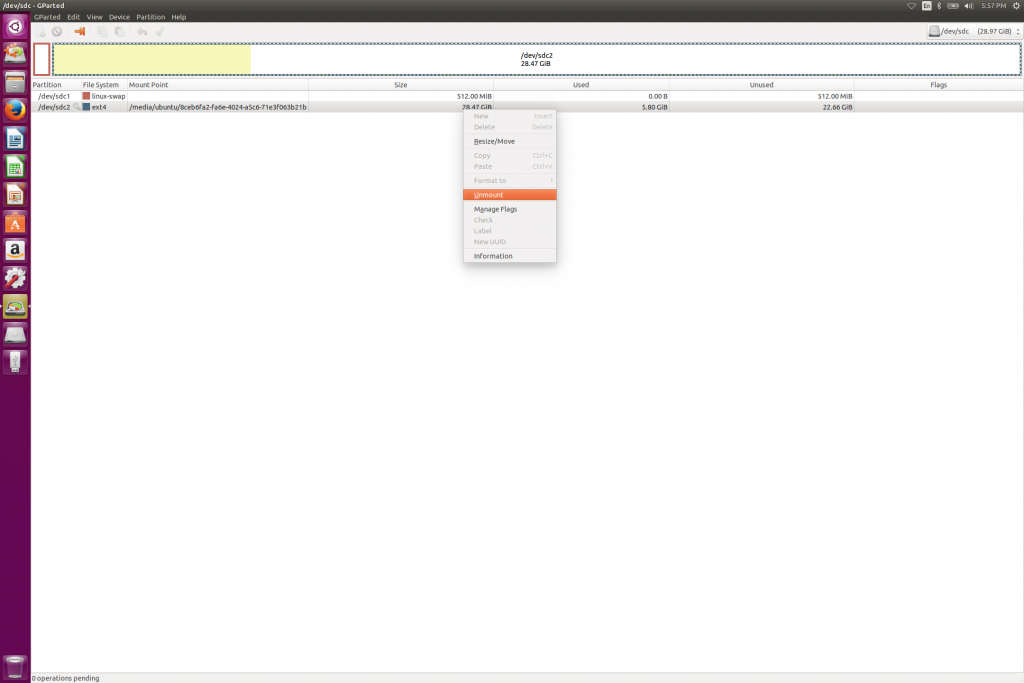 /dev/sdc - GParted
En
5:57 PM
GParted Edit View Device Partition Help
/dev/sdc (28.97 GiB)
/dev/sdc2
28.47 GiB
Partition File System Mount Point Size Used Unused Flags
/dev/sdc1 linux-swap 512.00 MiB 0.00 B 512.00 MiB
/dev/sdc2 ext4 /media/ubuntu/8ceb6fa2-fa6e-4024-a5c6-71e3f063b21b 28.47 GiB 5.80 GiB 22.66 GiB
New Insert
Delete Delete
Resize/Move
Copy Ctrl+C
Paste Ctrl+V
Format to
Unmount
Manage Flags
Check
Label
New UUID
Information
a
0 operations pending